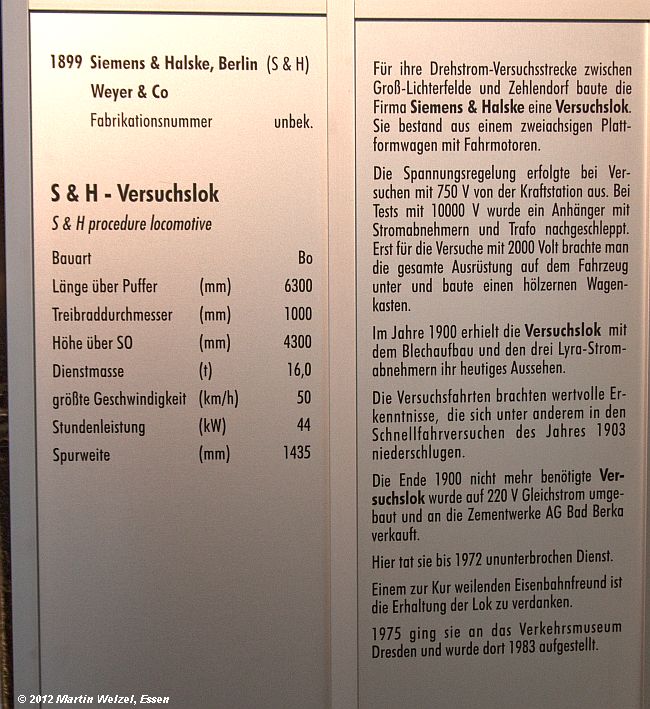 1899 Siemens & Halske, Berlin (S & H)
Weyer & Co
Fabrikationsnummer unbek.
S & H - Versuchslok
S & H procedure locomotive
Bauart Bo
Länge über Puffer (mm) 6300
Treibraddurchmesser (mm) 1000
Höhe über SO (mm) 4300
Dienstmasse (t) 16,0
größte Geschwindigkeit (km/h) 50
Stundenleistung (kW) 44
Spurweite (mm) 1435
Für ihre Drehstrom-Versuchsstrecke zwischen
Groß-Lichterfelde und Zehlendorf baute die
Firma Siemens & Halske eine Versuchslok.
Sie bestand aus einem zweiachsigen Platt-
formwagen mit Fahrmotoren.
Die Spannungsregelung erfolgte bei Ver-
suchen mit 750 V von der Kraftstation aus. Bei
Tests mit 10000 V wurde ein Anhänger mit
Stromabnehmern und Trafo nachgeschleppt.
Erst für die Versuche mit 2000 Volt brachte man
die gesamte Ausrüstung auf dem Fahrzeug
unter und baute einen hölzernen Wagen-
kasten.
Im Jahre 1900 erhielt die Versuchslok mit
dem Blechaufbau und den drei Lyra-Strom-
abnehmern ihr heutiges Aussehen.
Die Versuchsfahrten brachten wertvolle Er-
kenntnisse, die sich unter anderem in den
Schnellfahrversuchen des Jahres 1903
niederschlugen.
Die Ende 1900 nicht mehr benötigte Ver-
suchslok wurde auf 220 V Gleichstrom umge-
baut und an die Zementwerke AG Bad Berka
verkauft.
Hier tat sie bis 1972 ununterbrochen Dienst.
Einem zur Kur weilenden Eisenbahnfreund ist
die Erhaltung der Lok zu verdanken.
1975 ging sie an das Verkehrsmuseum
Dresden und wurde dort 1983 aufgestellt.
© 2012 Martin Welzel, Essen